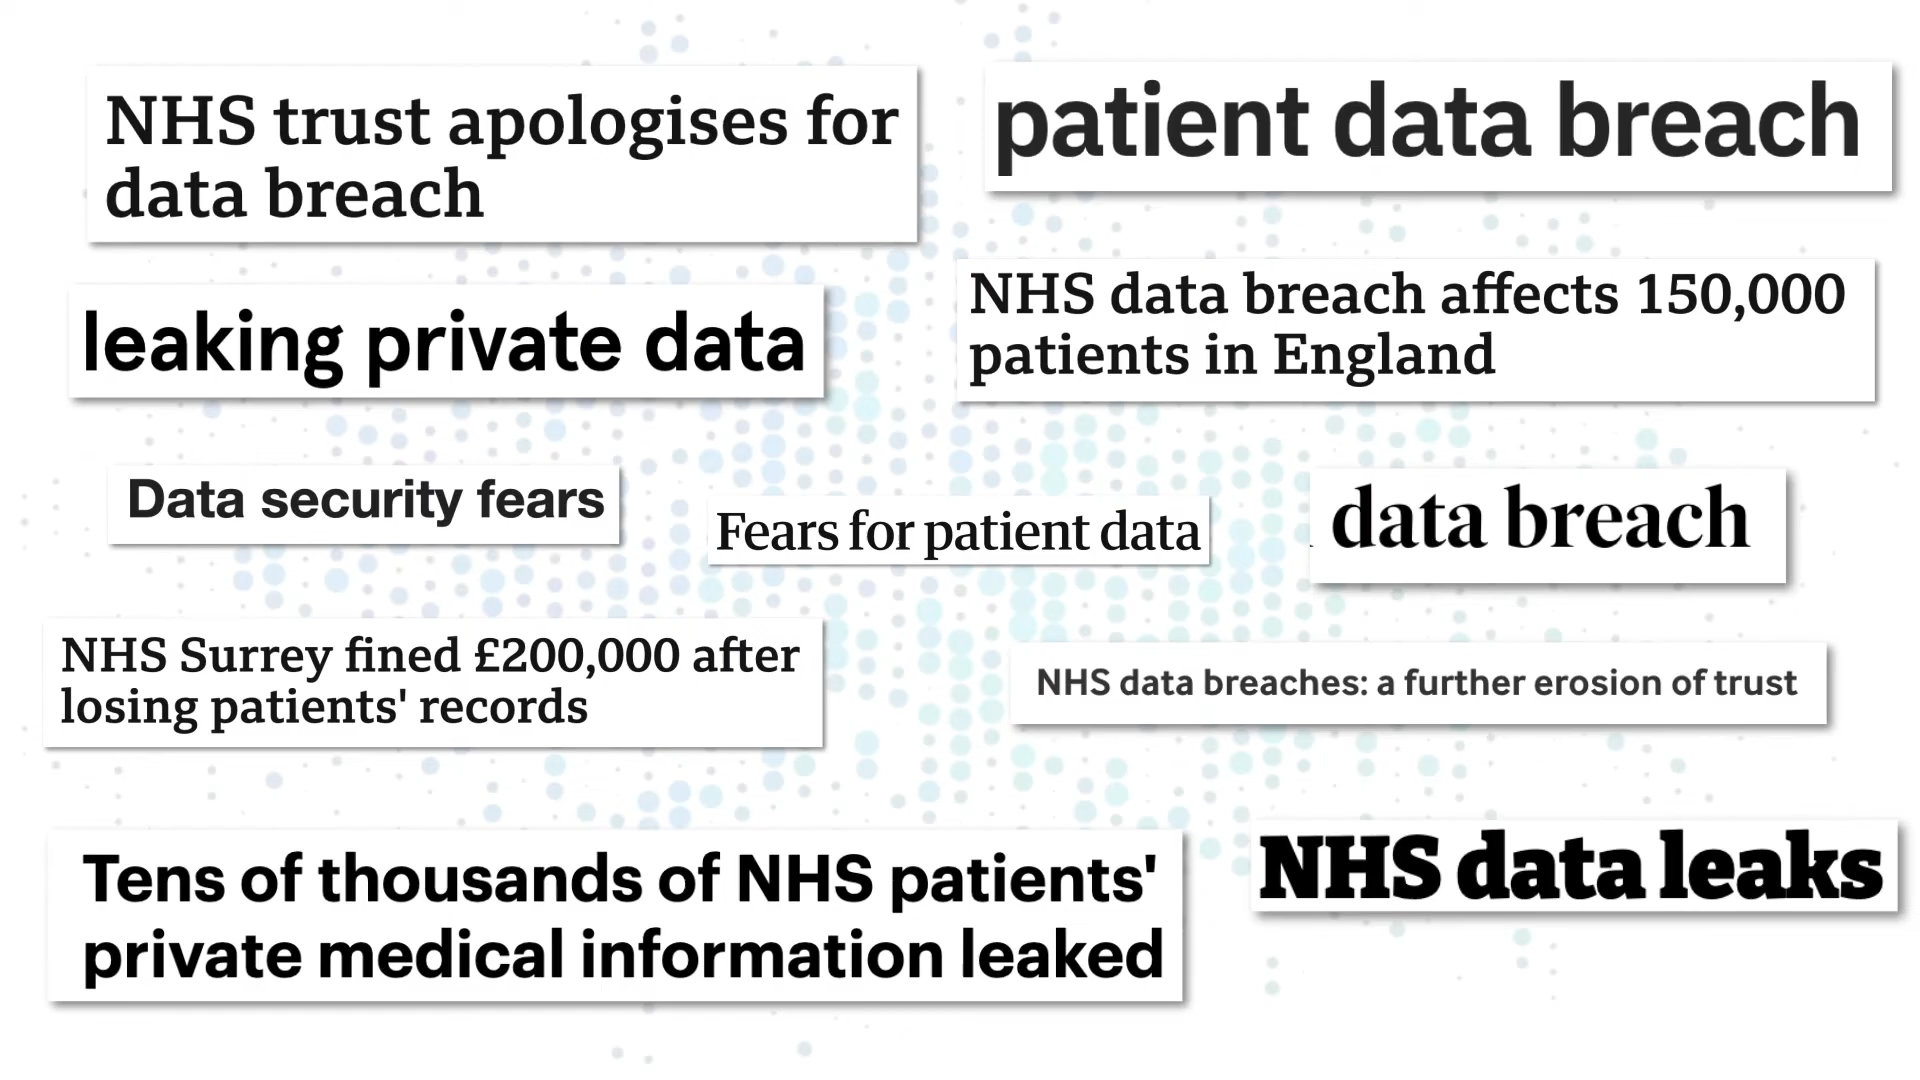 NHS trust apologises for
data breach
patient data breach
leaking private data
NHS data breach affects 150,000
patients in England
Data security fears
Fears for patient data
data breach
NHS Surrey fined £200,000 after
losing patients' records
NHS data breaches: a further erosion of trust
Tens of thousands of NHS patients'
private medical information leaked
NHS data leaks